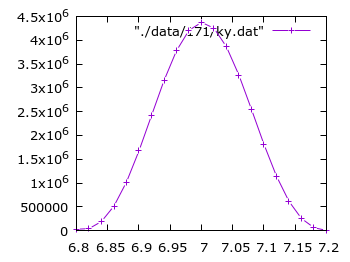 4.5x10⁶
"./data/171/ky.dat"
4x10⁶
3.5x10⁶
3x10⁶
2.5x10⁶
2x10⁶
1.5x10⁶
1x10⁶
500000
0
6.8 6.85 6.9 6.95 7 7.05 7.1 7.15 7.2